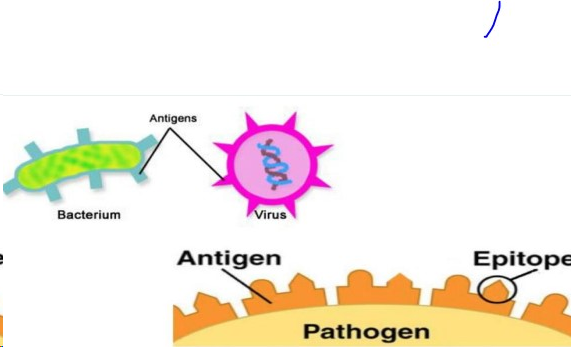 Antigens
Bacterium
Virus
Antigen
Epitope
Pathogen